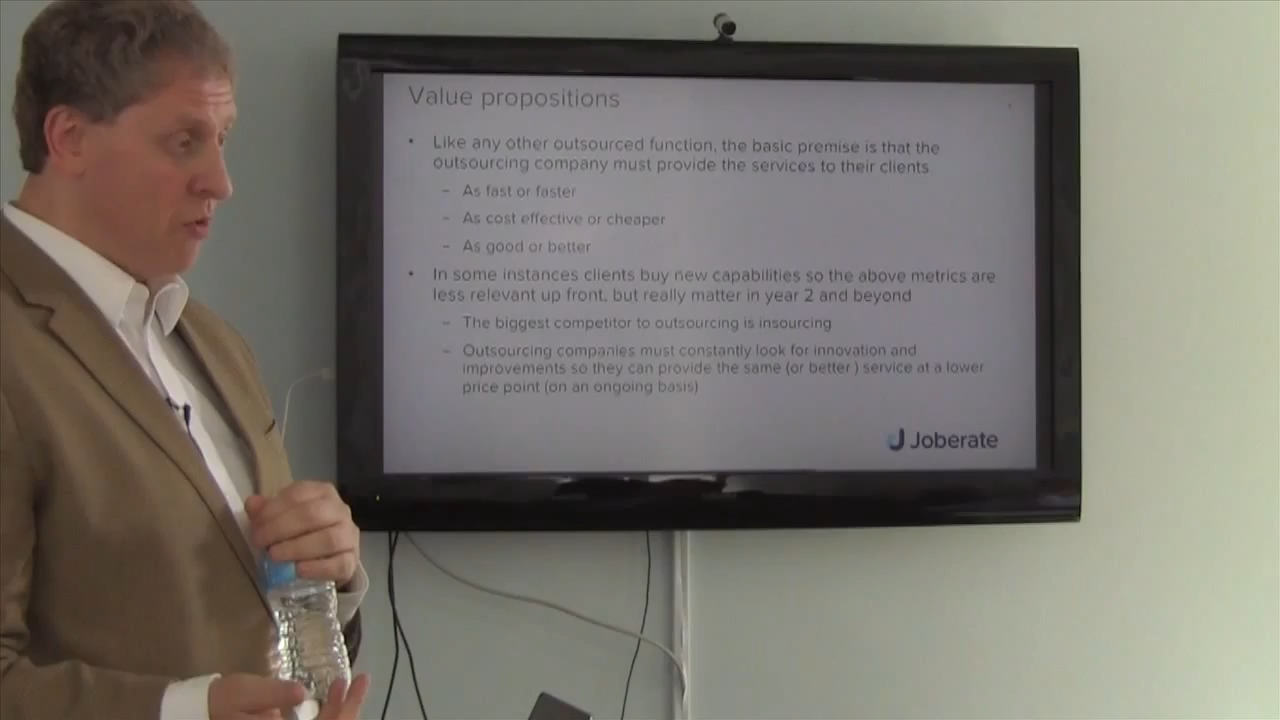 Value propositions
• Like any other outsourced function, the basic premise is that the
outsourcing company must provide the services to their clients
– As fast or faster
– As cost effective or cheaper
– As good or better
• In some instances clients buy new capabilities so the above metrics are
less relevant up front, but really matter in year 2 and beyond
– The biggest competitor to outsourcing is insourcing
– Outsourcing companies must constantly look for innovation and
improvements so they can provide the same (or better ) service at a lower
price point (on an ongoing basis)
Joberate